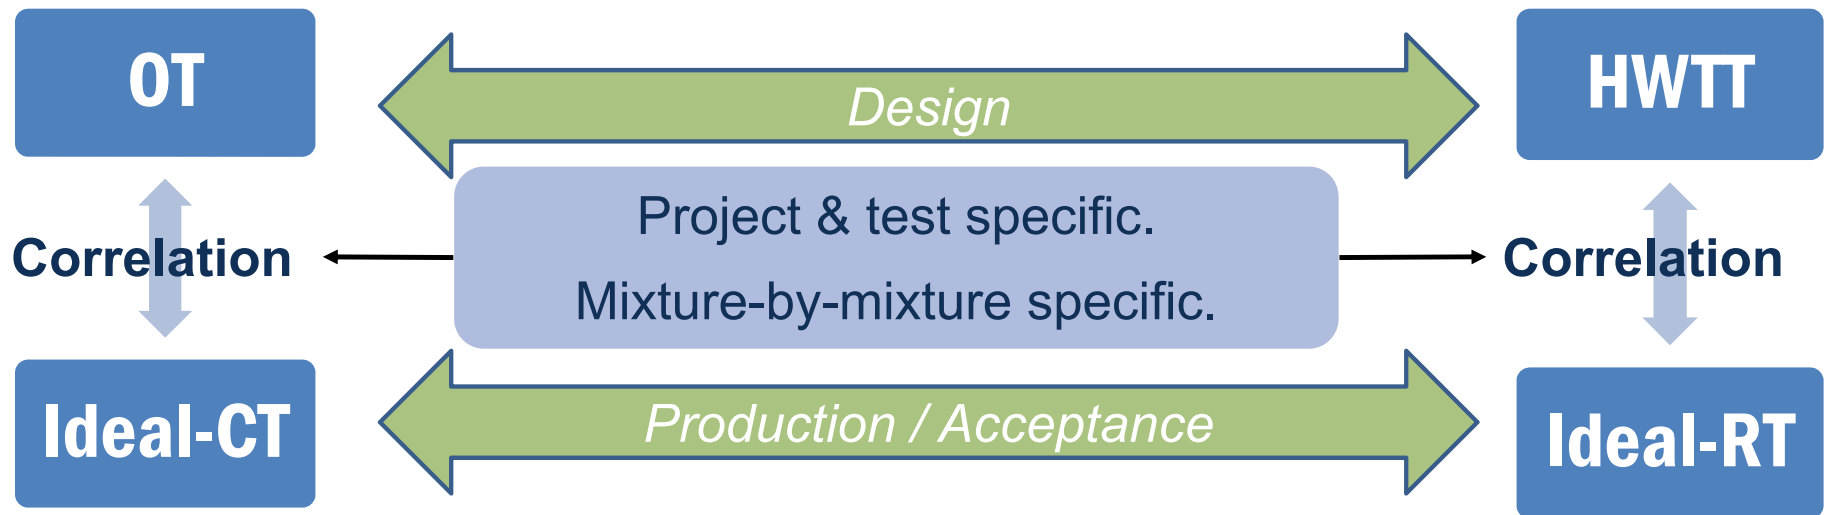 OT
Design
HWTT
Project & test specific.
Correlation
Correlation
Mixture-by-mixture specific.
Ideal-CT
Production / Acceptance
Ideal-RT